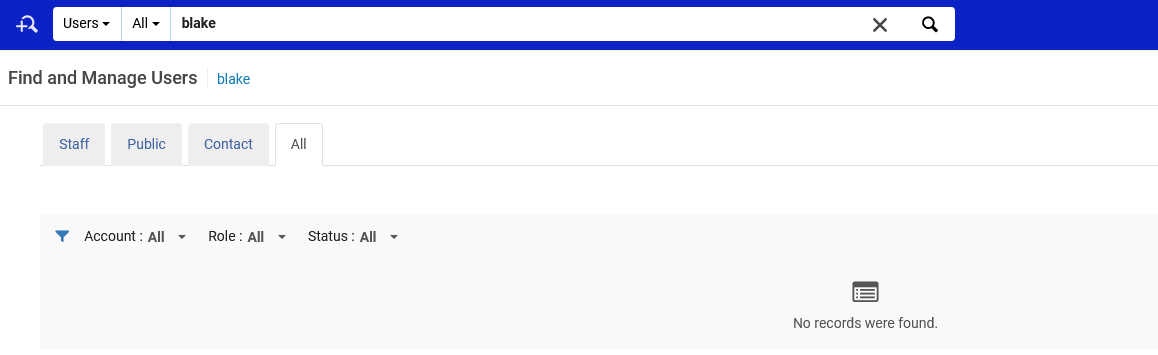 Users All blake
Find and Manage Users blake
Staff Public Contact All
Account : All Role : All Status : All
No records were found.